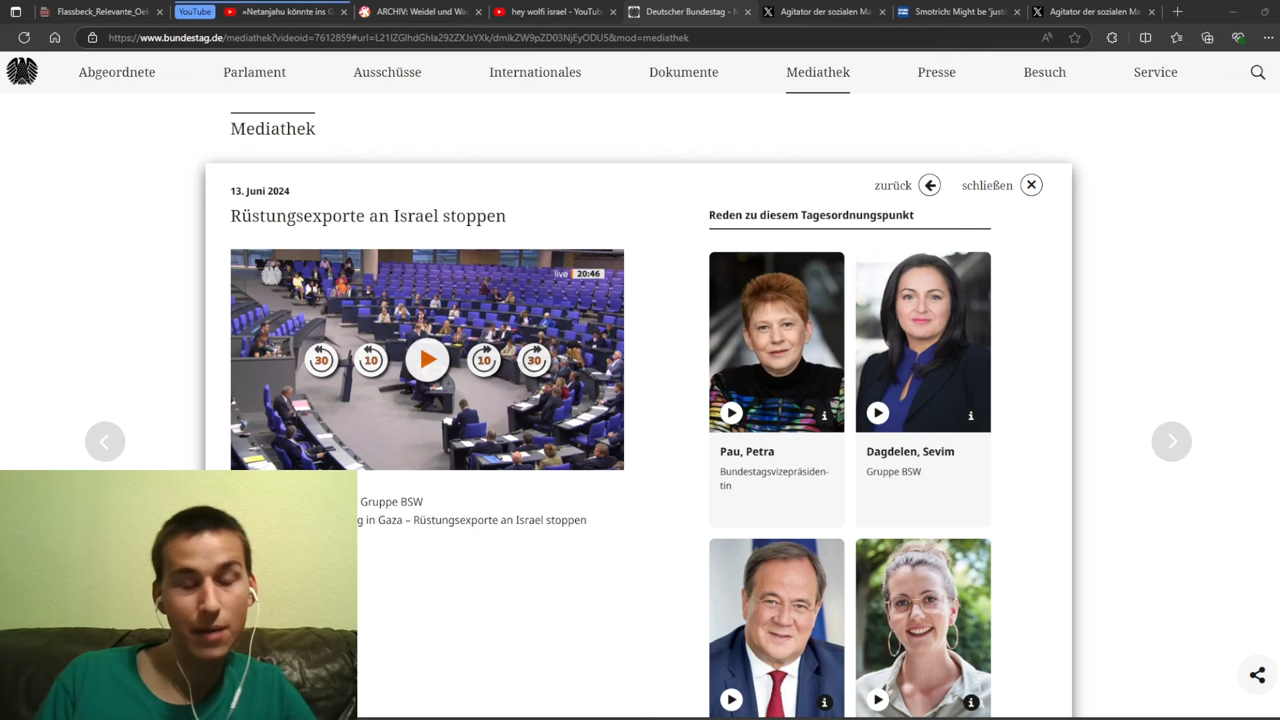 Flassbeck_Relevante_Oek
YouTube
»Netanjahu könnte ins G
ARCHIV: Weidel und Wa
hey wolfi israel - YouTub
Deutscher Bundestag - M
Agitator der sozialen Ma
Smotrich: Might be 'justi
Agitator der sozialen Ma
https://www.bundestag.de/mediathek?videoid=7612859#url=L21lZGlhdGhla292ZXJsYXk/dmlkZW9pZD03NjEyODU5&mod=mediathek
Abgeordnete
Parlament
Ausschüsse
Internationales
Dokumente
Mediathek
Presse
Besuch
Service
Mediathek
13. Juni 2024
zurück
schließen
Rüstungsexporte an Israel stoppen
Reden zu diesem Tagesordnungspunkt
live 20:46
30
10
10
30
Pau, Petra
Bundestagsvizepräsiden-
tin
Dagdelen, Sevim
Gruppe BSW
Gruppe BSW
g in Gaza – Rüstungsexporte an Israel stoppen